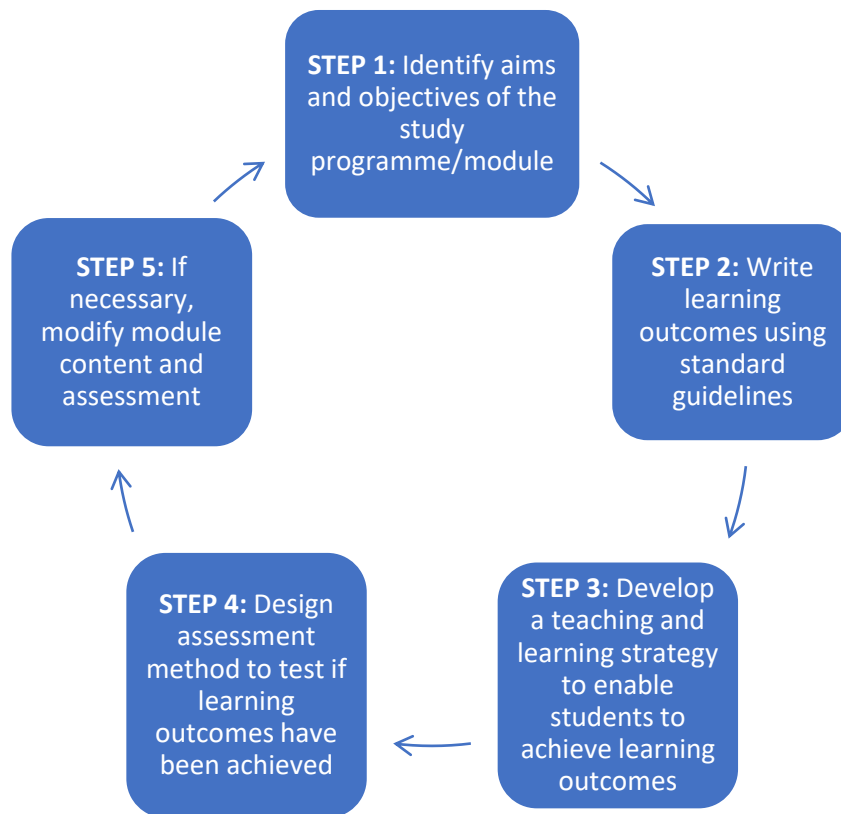 STEP 1: Identify aims
and objectives of the
study
programme/module
STEP 2: Write
learning
outcomes using
standard
guidelines
STEP 3: Develop
a teaching and
learning strategy
to enable
students to
achieve learning
outcomes
STEP 4: Design
assessment
method to test if
learning
outcomes have
been achieved
STEP 5: If
necessary,
modify module
content and
assessment